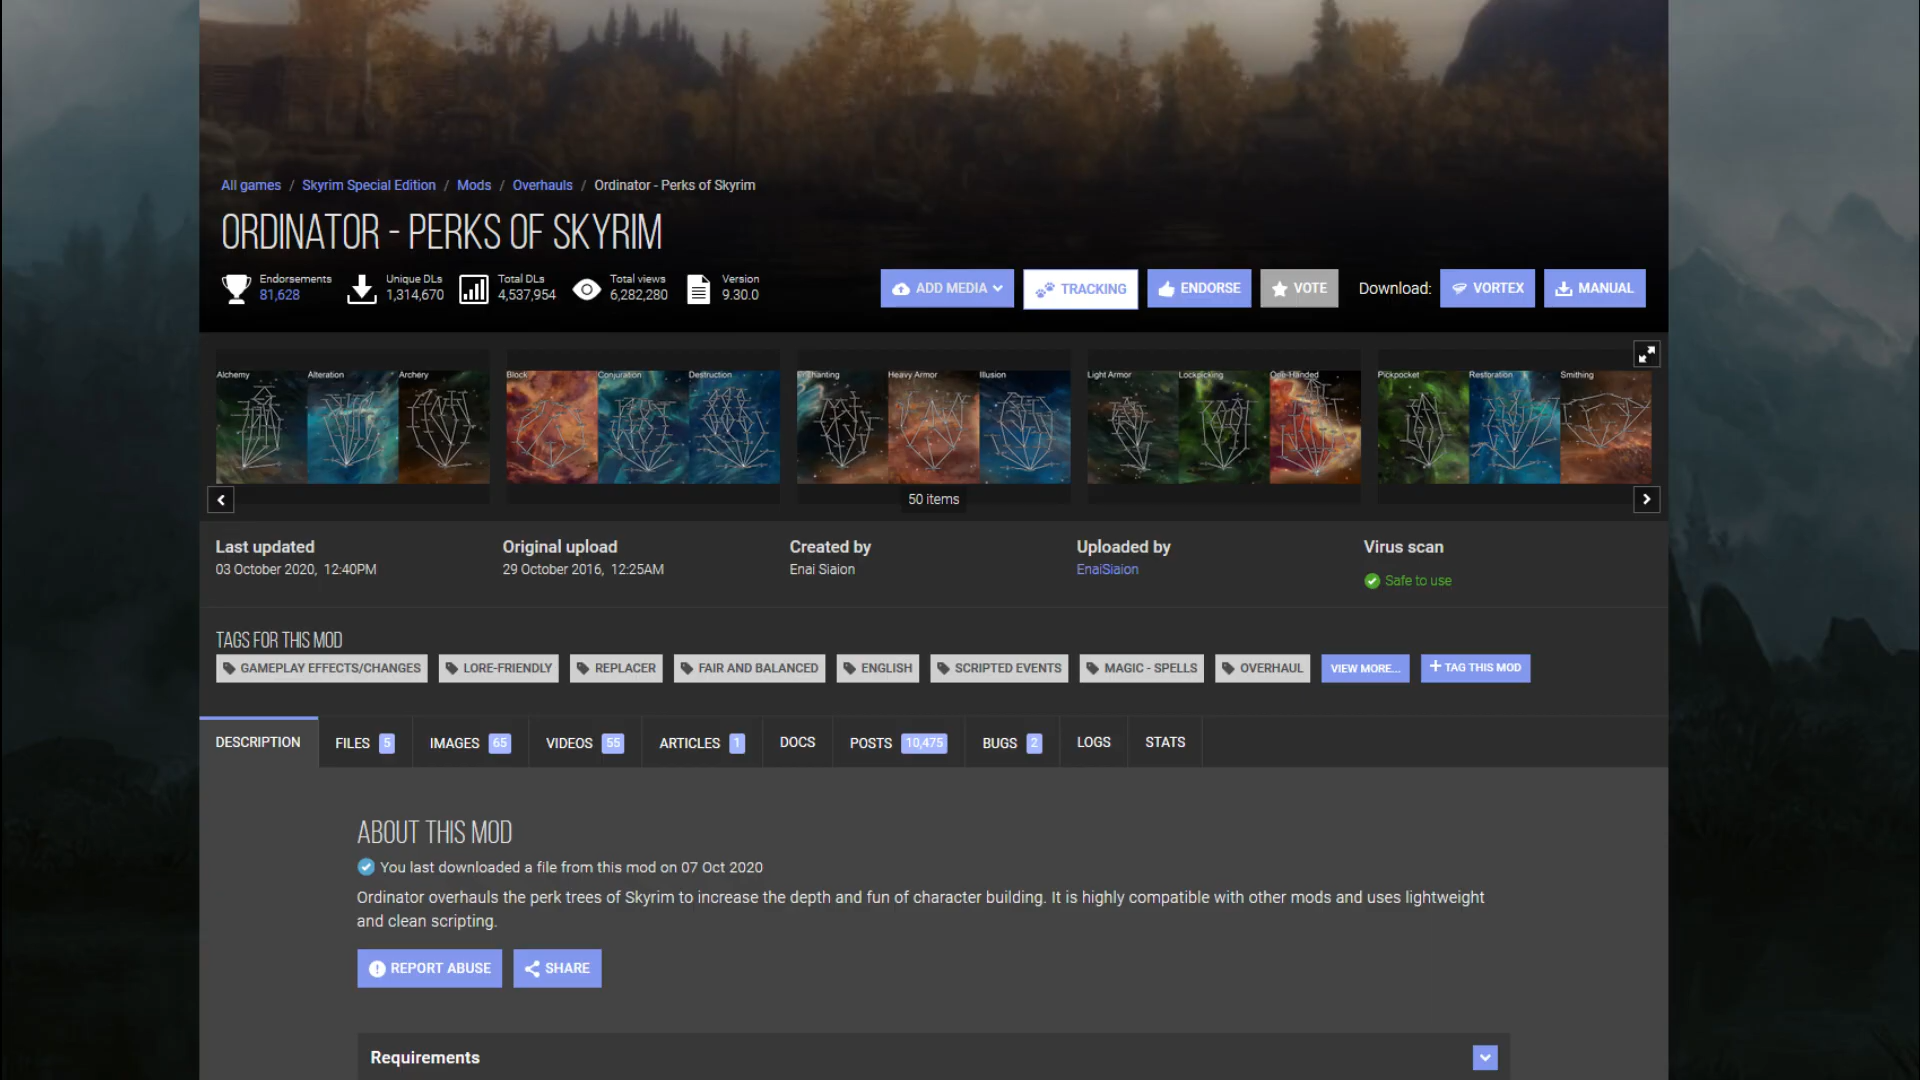 All games / Skyrim Special Edition / Mods / Overhauls / Ordinator - Perks of Skyrim
ORDINATOR - PERKS OF SKYRIM
Endorsements
81,628
Unique DLs
1,314,670
Total DLs
4,537,954
Total views
6,282,280
Version
9.30.0
ADD MEDIA
TRACKING
ENDORSE
VOTE
Download:
VORTEX
MANUAL
Alchemy
Alteration
Archery
Block
Conjuration
Destruction
Enchanting
Heavy Armor
Illusion
Light Armor
Lockpicking
One-Handed
Pickpocket
Restoration
Smithing
50 items
Last updated
03 October 2020, 12:40PM
Original upload
29 October 2016, 12:25AM
Created by
Enai Siaion
Uploaded by
EnaiSiaion
Virus scan
Safe to use
TAGS FOR THIS MOD
GAMEPLAY EFFECTS/CHANGES
LORE-FRIENDLY
REPLACER
FAIR AND BALANCED
ENGLISH
SCRIPTED EVENTS
MAGIC - SPELLS
OVERHAUL
VIEW MORE...
+ TAG THIS MOD
DESCRIPTION
FILES 5
IMAGES 65
VIDEOS 55
ARTICLES 1
DOCS
POSTS 10,475
BUGS 2
LOGS
STATS
ABOUT THIS MOD
You last downloaded a file from this mod on 07 Oct 2020
Ordinator overhauls the perk trees of Skyrim to increase the depth and fun of character building. It is highly compatible with other mods and uses lightweight
and clean scripting.
REPORT ABUSE
SHARE
Requirements